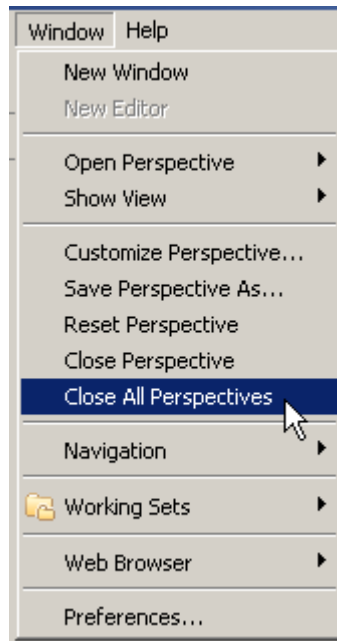 Window Help
New Window
New Editor
Open Perspective
Show View
Customize Perspective...
Save Perspective As...
Reset Perspective
Close Perspective
Close All Perspectives
Navigation
Working Sets
Web Browser
Preferences...